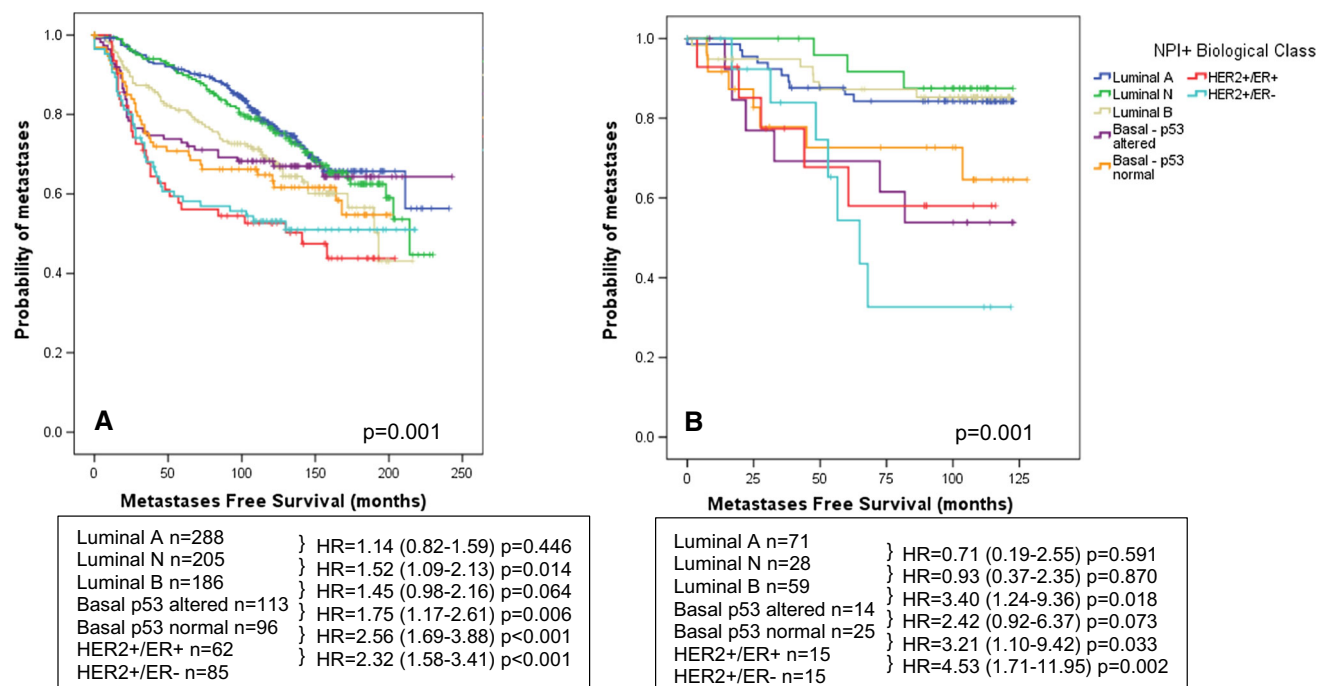 1.0
0.8
0.6
0.4
0.2
0.0
Probability of metastases
A
p=0.001
0 50 100 150 200 250
Metastases Free Survival (months)
Luminal A n=288
Luminal N n=205
Luminal B n=186
Basal p53 altered n=113
Basal p53 normal n=96
HER2+/ER+ n=62
HER2+/ER- n=85
} HR=1.14 (0.82-1.59) p=0.446
} HR=1.52 (1.09-2.13) p=0.014
} HR=1.45 (0.98-2.16) p=0.064
} HR=1.75 (1.17-2.61) p=0.006
} HR=2.56 (1.69-3.88) p<0.001
} HR=2.32 (1.58-3.41) p<0.001
1.0
0.8
0.6
0.4
0.2
0.0
Probability of metastases
B
p=0.001
0 25 50 75 100 125
Metastases Free Survival (months)
NPI+ Biological Class
Luminal A
Luminal N
Luminal B
Basal - p53
altered
Basal - p53
normal
HER2+/ER+
HER2+/ER-
Luminal A n=71
Luminal N n=28
Luminal B n=59
Basal p53 altered n=14
Basal p53 normal n=25
HER2+/ER+ n=15
HER2+/ER- n=15
} HR=0.71 (0.19-2.55) p=0.591
} HR=0.93 (0.37-2.35) p=0.870
} HR=3.40 (1.24-9.36) p=0.018
} HR=2.42 (0.92-6.37) p=0.073
} HR=3.21 (1.10-9.42) p=0.033
} HR=4.53 (1.71-11.95) p=0.002